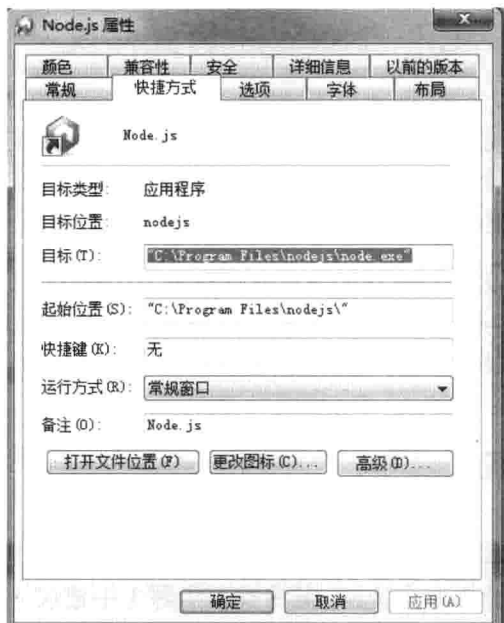 Node.js 属性
颜色 兼容性 安全 详细信息 以前的版本
常规 快捷方式 选项 字体 布局
Node.js
目标类型: 应用程序
目标位置: nodejs
目标(T): "C:\Program Files\nodejs\node.exe"
起始位置(S): "C:\Program Files\nodejs\"
快捷键(K): 无
运行方式(R): 常规窗口
备注(O): Node.js
打开文件位置(F) 更改图标(C)... 高级(D)...
确定 取消 应用(A)